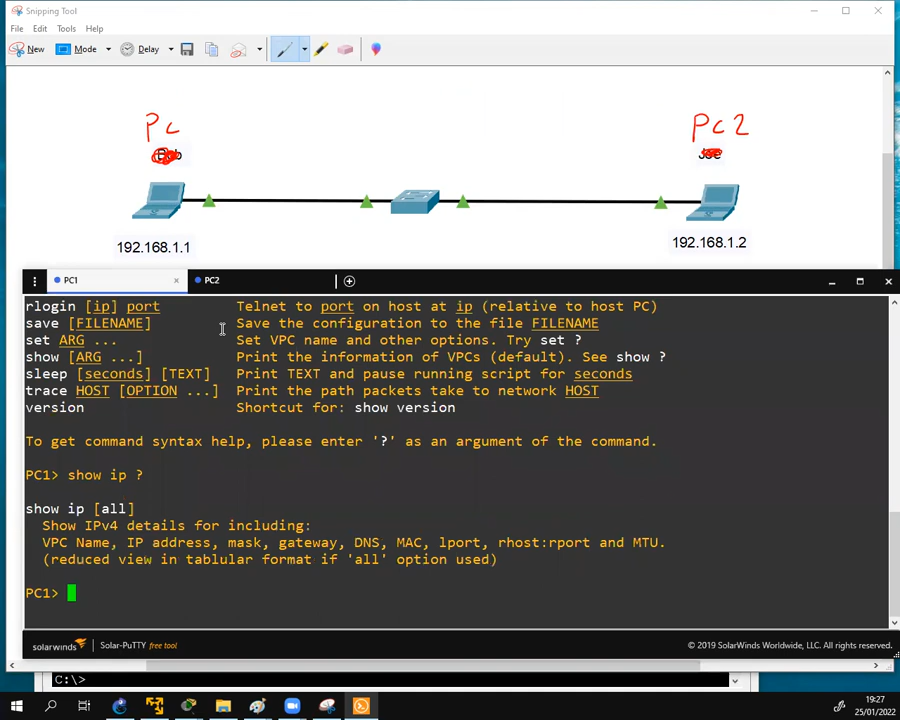 Snipping Tool
File Edit Tools Help
New Mode Delay
Pc
PC2
192.168.1.1
192.168.1.2
PC1 × PC2
rlogin [ip] port Telnet to port on host at ip (relative to host PC)
save [FILENAME] Save the configuration to the file FILENAME
set ARG ... Set VPC name and other options. Try set ?
show [ARG ...] Print the information of VPCs (default). See show ?
sleep [seconds] [TEXT] Print TEXT and pause running script for seconds
trace HOST [OPTION ...] Print the path packets take to network HOST
version Shortcut for: show version
To get command syntax help, please enter '?' as an argument of the command.
PC1> show ip ?
show ip [all]
Show IPv4 details for including:
VPC Name, IP address, mask, gateway, DNS, MAC, lport, rhost:rport and MTU.
(reduced view in tablular format if 'all' option used)
PC1>
solarwinds Solar-PuTTY free tool © 2019 SolarWinds Worldwide, LLC. All rights reserved.
C:\>
19:27
25/01/2022